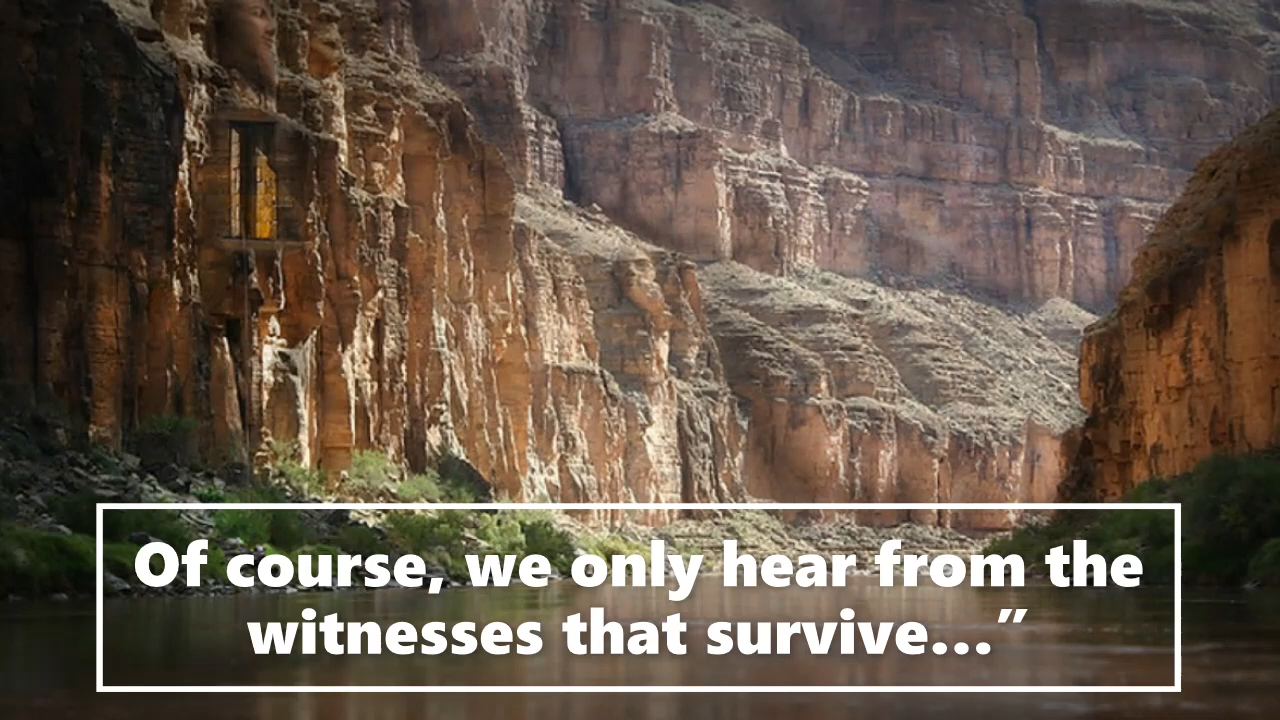 Of course, we only hear from the
witnesses that survive...”